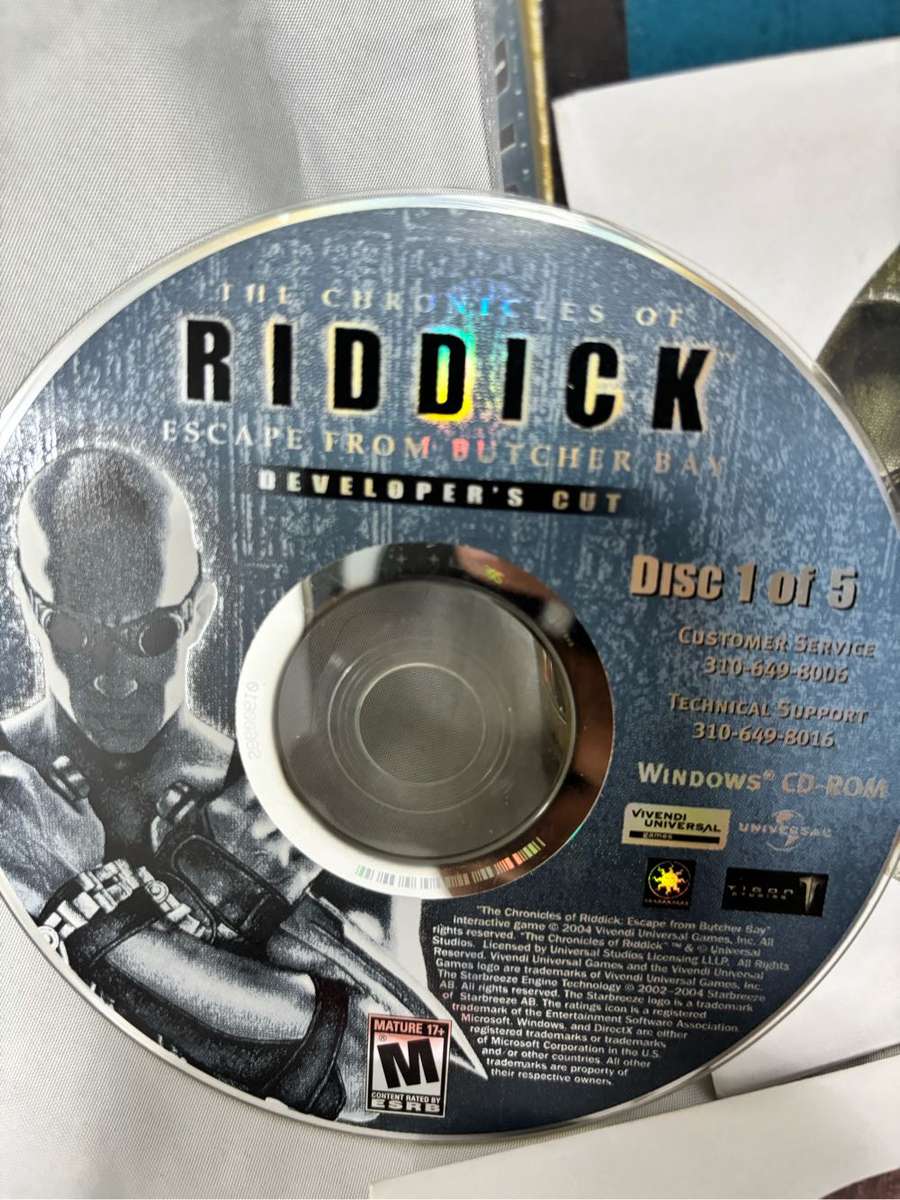 THE CHRONICLES OF
RIDDICK
ESCAPE FROM BUTCHER BAY
DEVELOPER'S CUT
DISC 1 of 5
CUSTOMER SERVICE
310-649-8006
TECHNICAL SUPPORT
310-649-8016
WINDOWS® CD-ROM
VIVENDI
UNIVERSAL
games
UNIVERSAL
STARBREEZE
TIGON
STUDIOS
"The Chronicles of Riddick: Escape from Butcher Bay"
interactive game © 2004 Vivendi Universal Games, Inc. All
rights reserved. "The Chronicles of Riddick" ™ & © Universal
Studios. Licensed by Universal Studios Licensing LLLP. All Rights
Reserved. Vivendi Universal Games and the Vivendi Universal
Games logo are trademarks of Vivendi Universal Games, Inc.
The Starbreeze Engine Technology © 2002-2004 Starbreeze
AB. All rights reserved. The Starbreeze logo is a trademark
of Starbreeze AB. The ratings icon is a registered
trademark of the Entertainment Software Association.
Microsoft, Windows, and DirectX are either
registered trademarks or trademarks
of Microsoft Corporation in the U.S.
and/or other countries. All other
trademarks are property of
their respective owners.
MATURE 17+
M
®
CONTENT RATED BY
ESRB